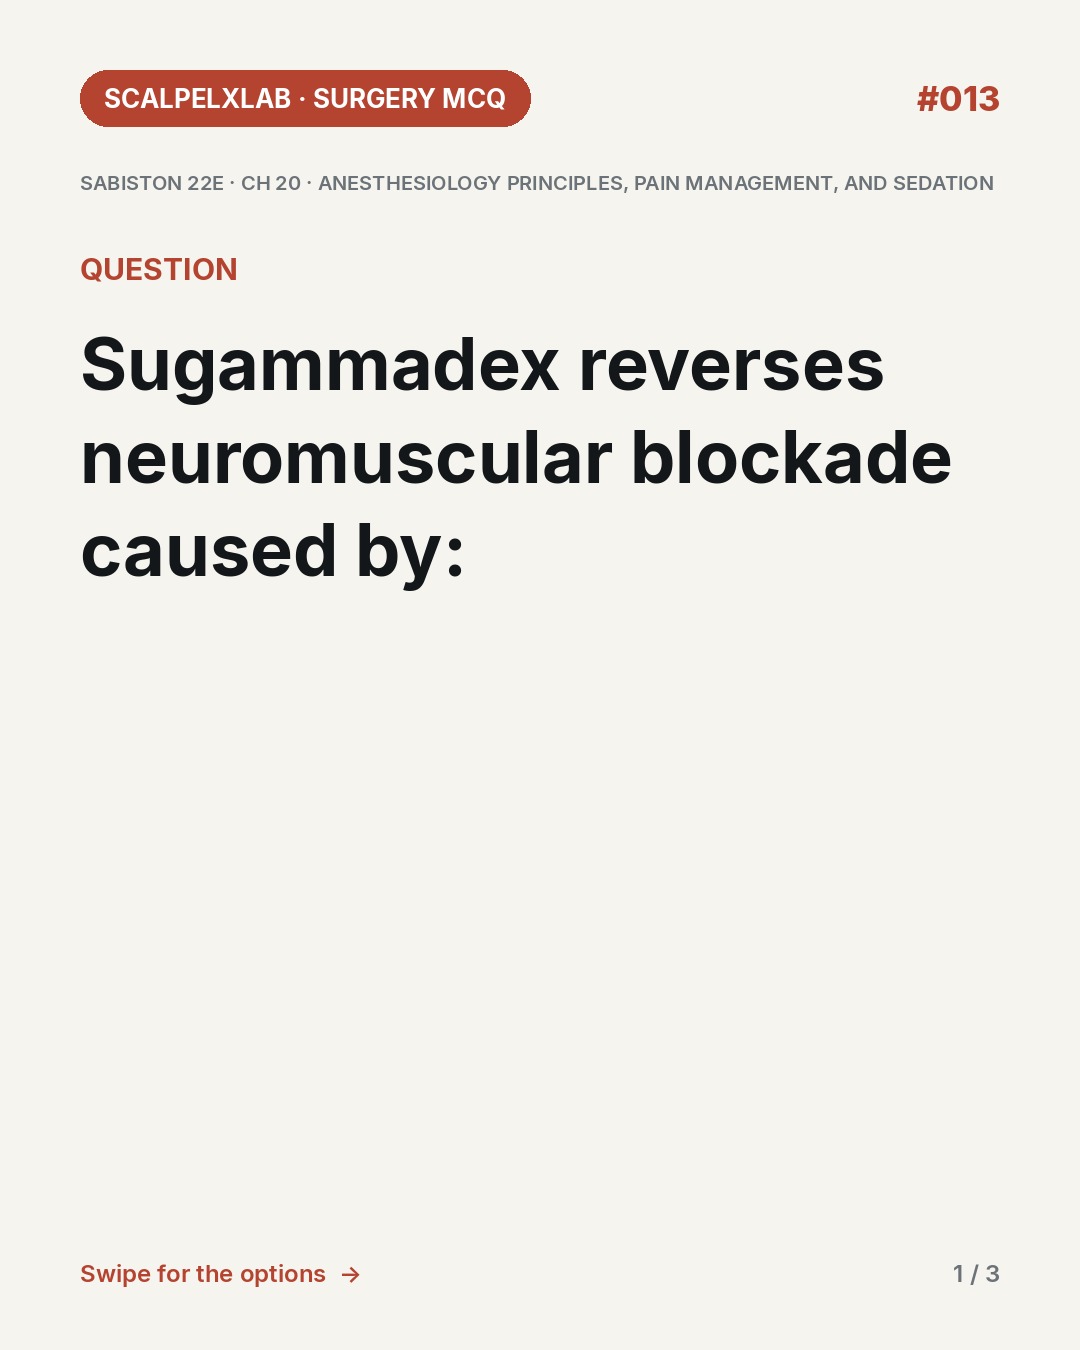 SCALPELXLAB · SURGERY MCQ
#013
SABISTON 22E · CH 20 · ANESTHESIOLOGY PRINCIPLES, PAIN MANAGEMENT, AND SEDATION
QUESTION
Sugammadex reverses
neuromuscular blockade
caused by:
Swipe for the options →
1 / 3